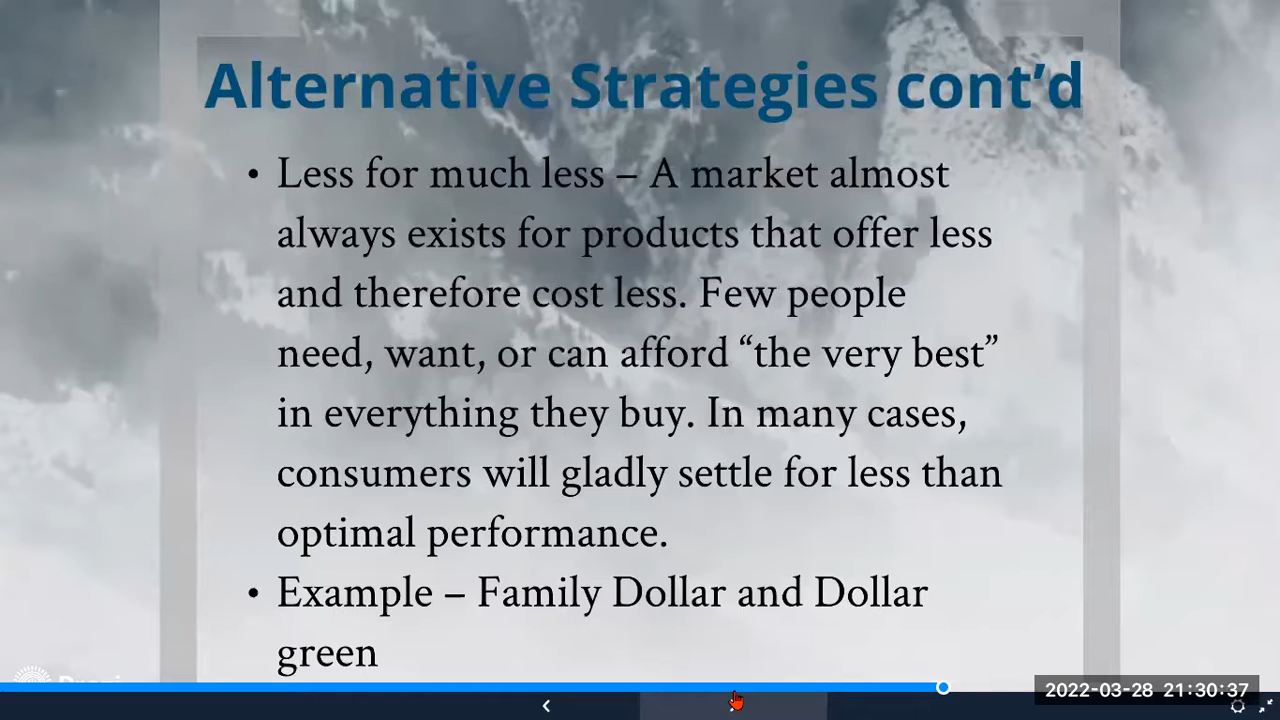 Alternative Strategies cont’d
• Less for much less – A market almost
always exists for products that offer less
and therefore cost less. Few people
need, want, or can afford “the very best”
in everything they buy. In many cases,
consumers will gladly settle for less than
optimal performance.
• Example – Family Dollar and Dollar
green
2022-03-28 21:30:37